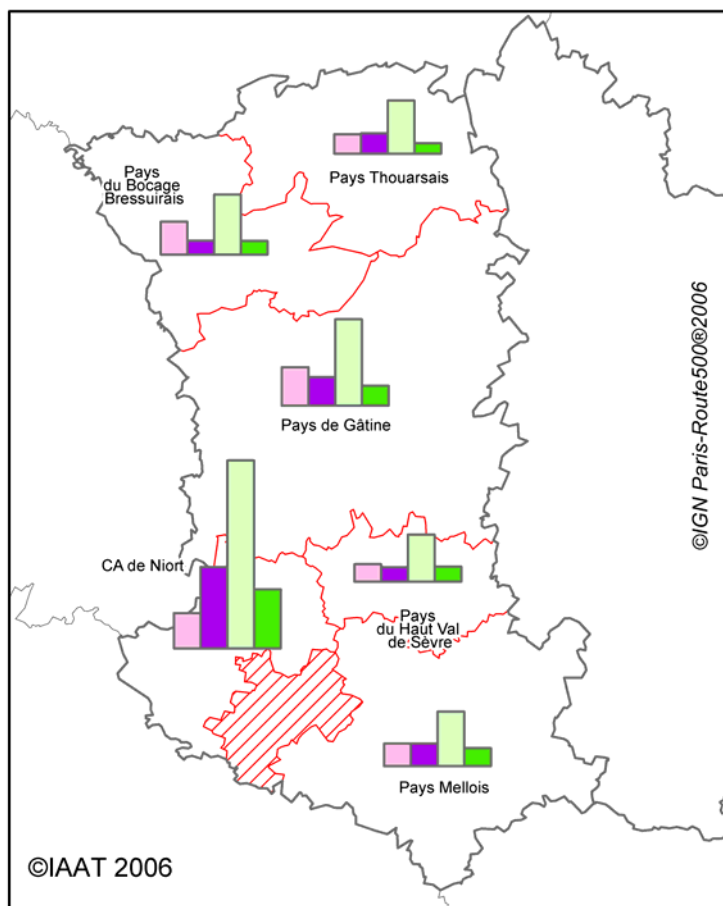 Pays Thouarsais
Pays
du Bocage
Bressuirais
Pays de Gâtine
©IGN Paris-Route500®2006
CA de Niort
Pays
du Haut Val
de Sèvre
Pays Mellois
©IAAT 2006